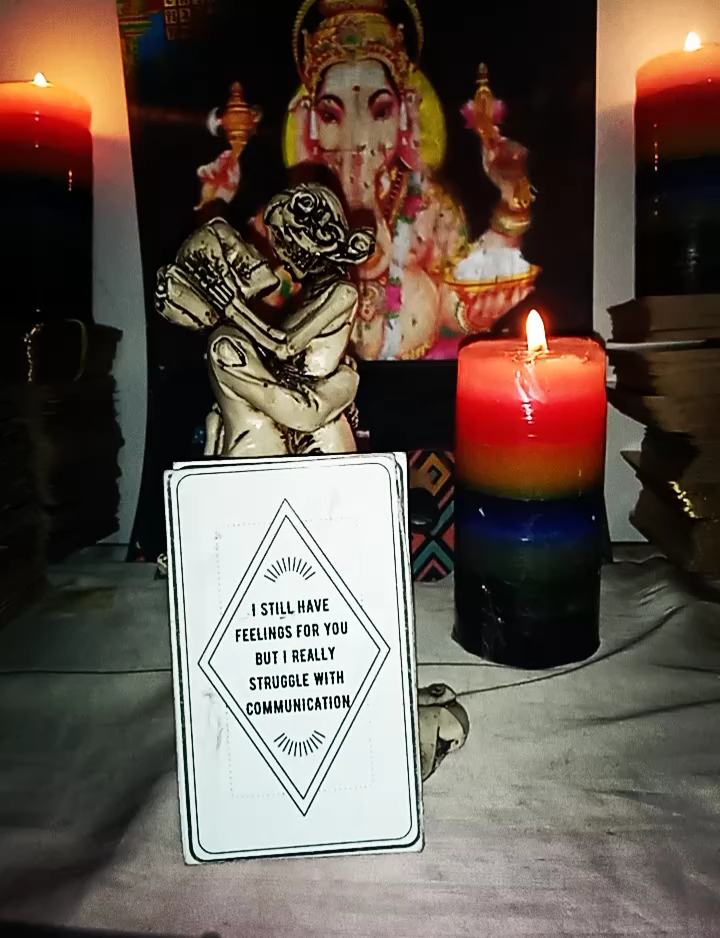 I STILL HAVE
FEELINGS FOR YOU
BUT I REALLY
STRUGGLE WITH
COMMUNICATION